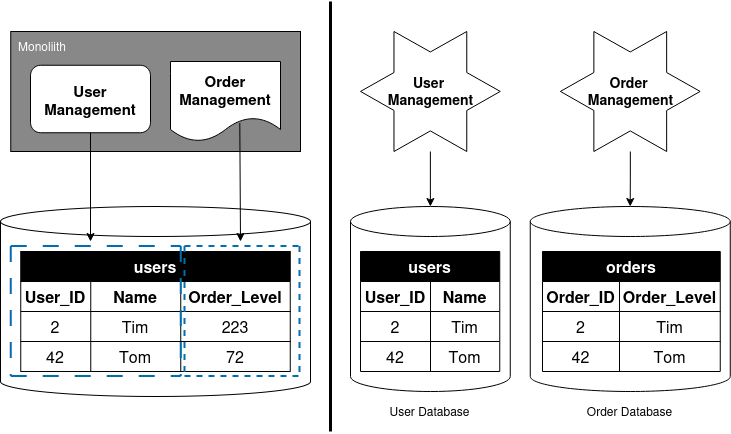 Monoliith
User
Management
Order
Management
users
User_ID Name Order_Level
2 Tim 223
42 Tom 72
User
Management
Order
Management
users
User_ID Name
2 Tim
42 Tom
User Database
orders
Order_ID Order_Level
2 Tim
42 Tom
Order Database